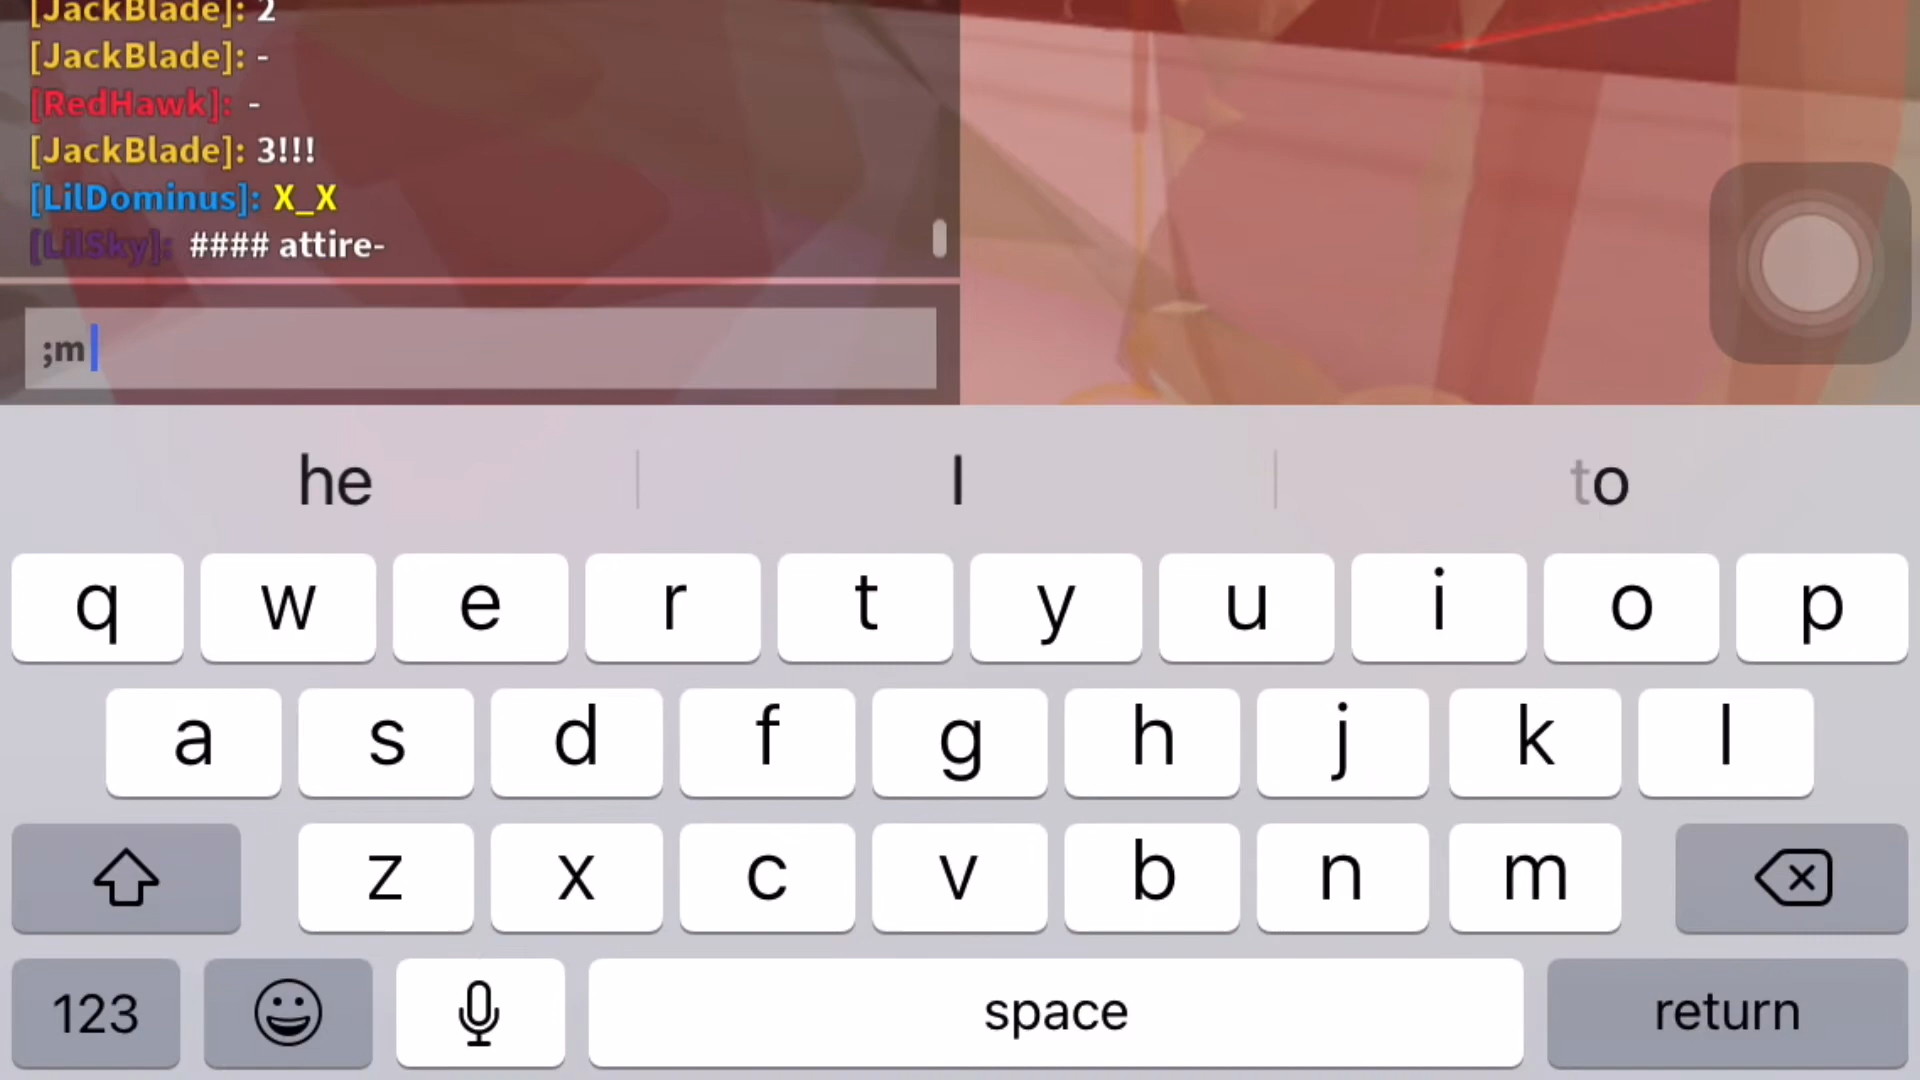 [JackBlade]: 2
[JackBlade]: -
[RedHawk]: -
[JackBlade]: 3!!!
[LilDominus]: X_X
[LilSky]: #### attire-
;m
he I to
q w e r t y u i o p
a s d f g h j k l
z x c v b n m
123 space return